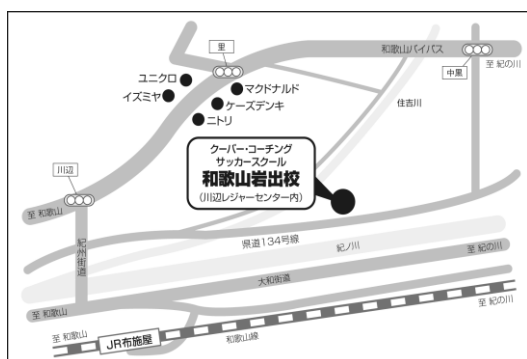 里
和歌山バイパス
中黒
至 紀の川
ユニクロ
マクドナルド
イズミヤ
ケーズデンキ
住吉川
ニトリ
クーバー・コーチング
サッカースクール
和歌山岩出校
(川辺レジャーセンター内)
川辺
至 和歌山
紀州街道
県道134号線
紀ノ川
至 紀の川
大和街道
至 和歌山
至 紀の川
至 和歌山
JR布施屋
和歌山線